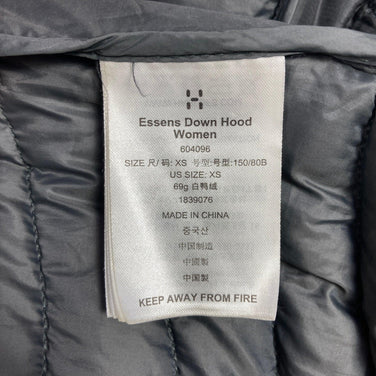 Essens Down Hood
Women
604096
SIZE 尺/ 码: XS 号型:号型:150/80B
US SIZE: XS
69g 白鸭绒
1839076
MADE IN CHINA
중국산
中国制造
中國製
中国製
KEEP AWAY FROM FIRE